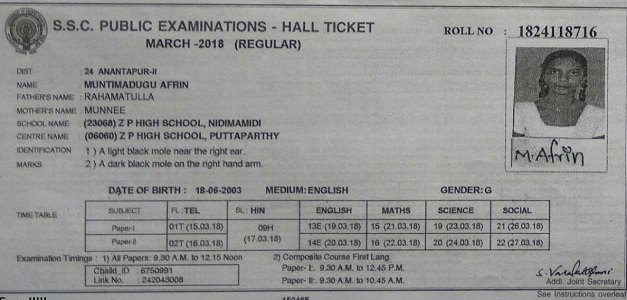 S.S.C. PUBLIC EXAMINATIONS - HALL TICKET
ROLL NO : 1824118716
MARCH -2018 (REGULAR)
DIST : 24 ANANTAPUR-II
NAME MUNTIMADUGU AFRIN
FATHER'S NAME : RAHAMATULLA
MOTHER'S NAME : MUNNEE
SCHOOL NAME (23068) Z P HIGH SCHOOL, NIDIMAMIDI
CENTRE NAME (06060) Z P HIGH SCHOOL, PUTTAPARTHY
IDENTIFICATION 1 ) A light black mole near the right ear.
MARKS 2 ) A dark black mole on the right hand arm.
M.Afrin
DATE OF BIRTH : 18-06-2003 MEDIUM:ENGLISH GENDER:G
TIME TABLE
SUBJECT FL: TEL SL: HIN ENGLISH MATHS SCIENCE SOCIAL
Paper-I 01T (15.03.18) 09H (17.03.18) 13E (19.03.18) 15 (21.03.18) 19 (23.03.18) 21 (26.03.18)
Paper-II 02T (16.03.18) 14E (20.03.18) 16 (22.03.18) 20 (24.03.18) 22 (27.03.18)
Examination Timings : 1) All Papers: 9.30 A.M. to 12.15 Noon 2) Composite Course First Lang.
Chaild_ID : 6750991 Paper- I:. 9.30 A.M. to 12.45 P.M.
Link No. : 242043008 Paper- II:. 9.30 A.M. to 10.45 A.M.
Addl. Joint Secretary
See Instructions overleaf